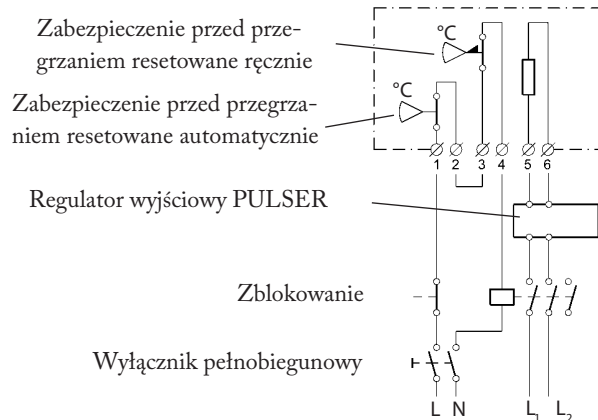 Zabezpieczenie przed prze-
grzaniem resetowane ręcznie
°C
Zabezpieczenie przed przegrza-
niem resetowane automatycznie
°C
1 2 3 4 5 6
Regulator wyjściowy PULSER
Zblokowanie
Wyłącznik pełnobiegunowy
L N L1 L2